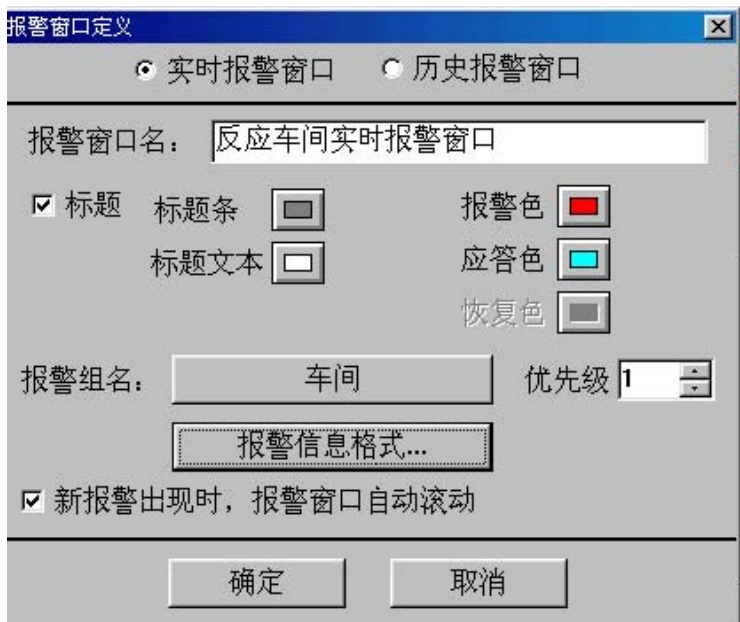 报警窗口定义
实时报警窗口 历史报警窗口
报警窗口名: 反应车间实时报警窗口
标题 标题条 报警色
标题文本 应答色
恢复色
报警组名: 车间 优先级 1
报警信息格式...
新报警出现时，报警窗口自动滚动
确定 取消